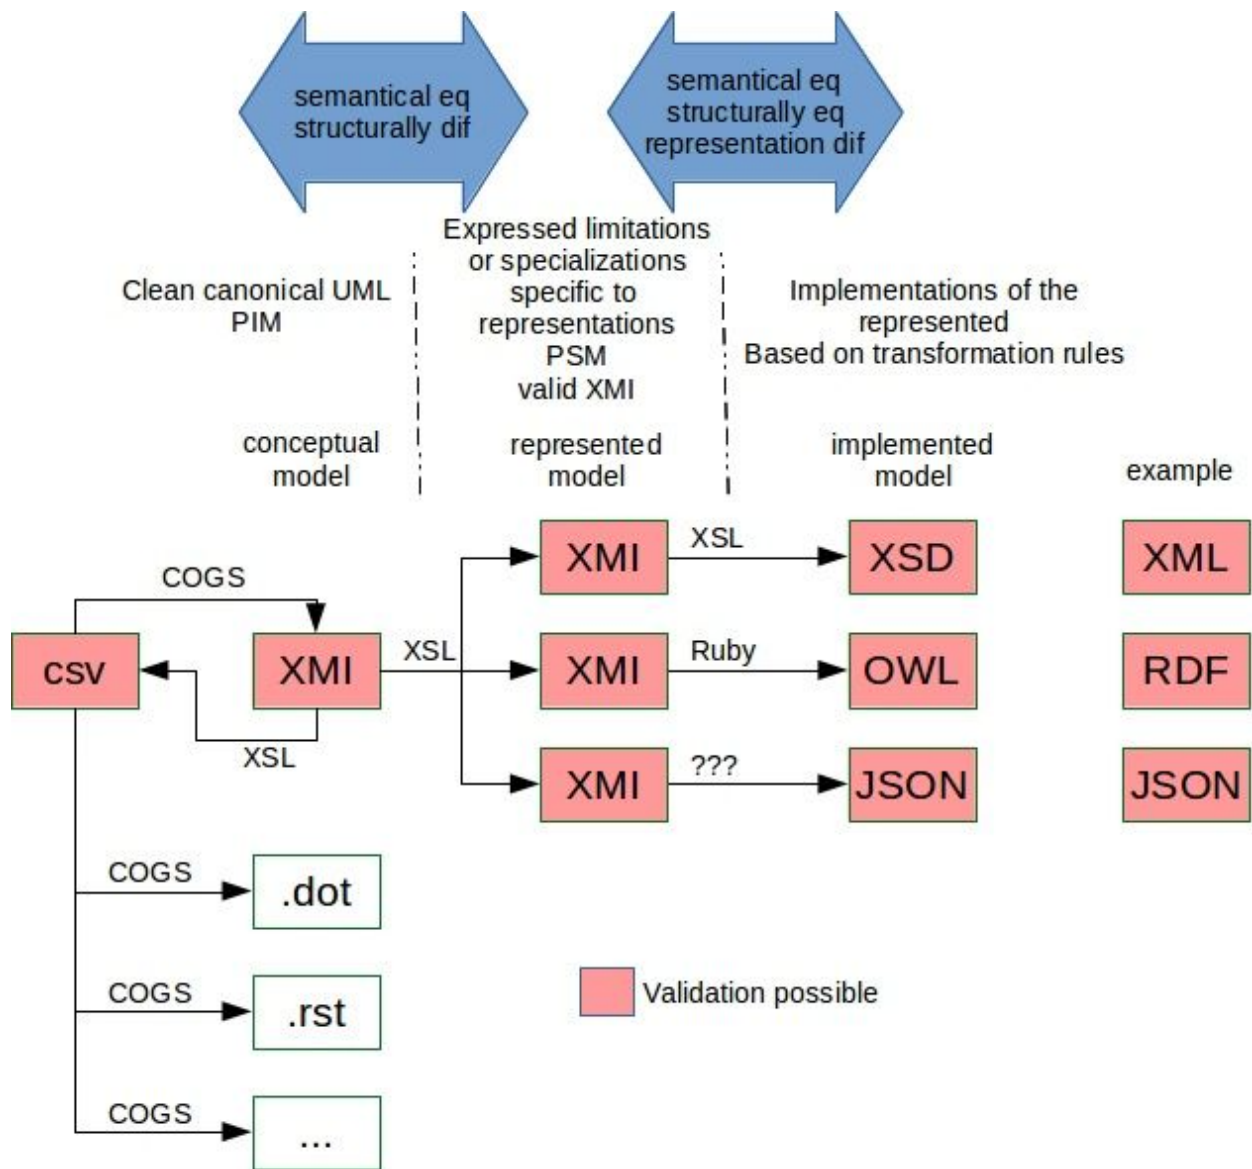 semantical eq
structurally dif
semantical eq
structurally eq
representation dif
Clean canonical UML
PIM
Expressed limitations
or specializations
specific to
representations
PSM
valid XMI
Implementations of the
represented
Based on transformation rules
conceptual
model
represented
model
implemented
model
example
XMI
XSL
XSD
XML
COGS
csv
XMI
XSL
XMI
Ruby
OWL
RDF
XSL
XMI
???
JSON
JSON
COGS
.dot
COGS
.rst
Validation possible
COGS
...